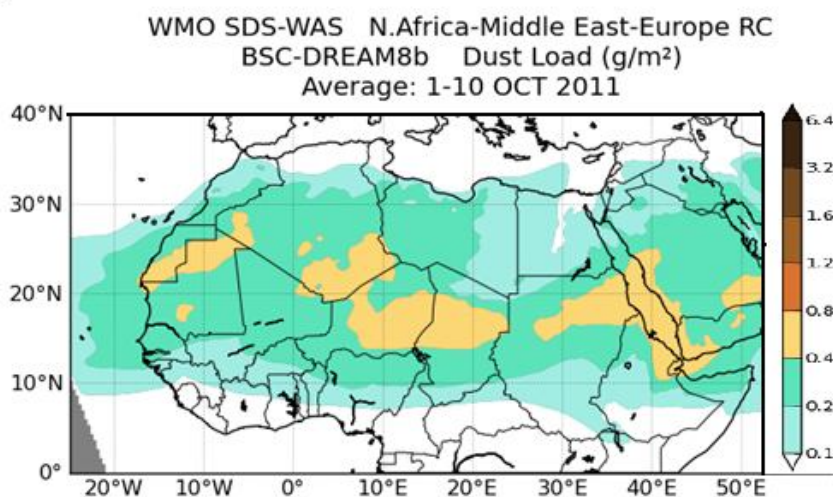 WMO SDS-WAS N.Africa-Middle East-Europe RC
BSC-DREAM8b Dust Load (g/m²)
Average: 1-10 OCT 2011
40°N
30°N
20°N
10°N
0°
20°W 10°W 0° 10°E 20°E 30°E 40°E 50°E
6.4
3.2
1.6
1.2
0.8
0.4
0.2
0.1